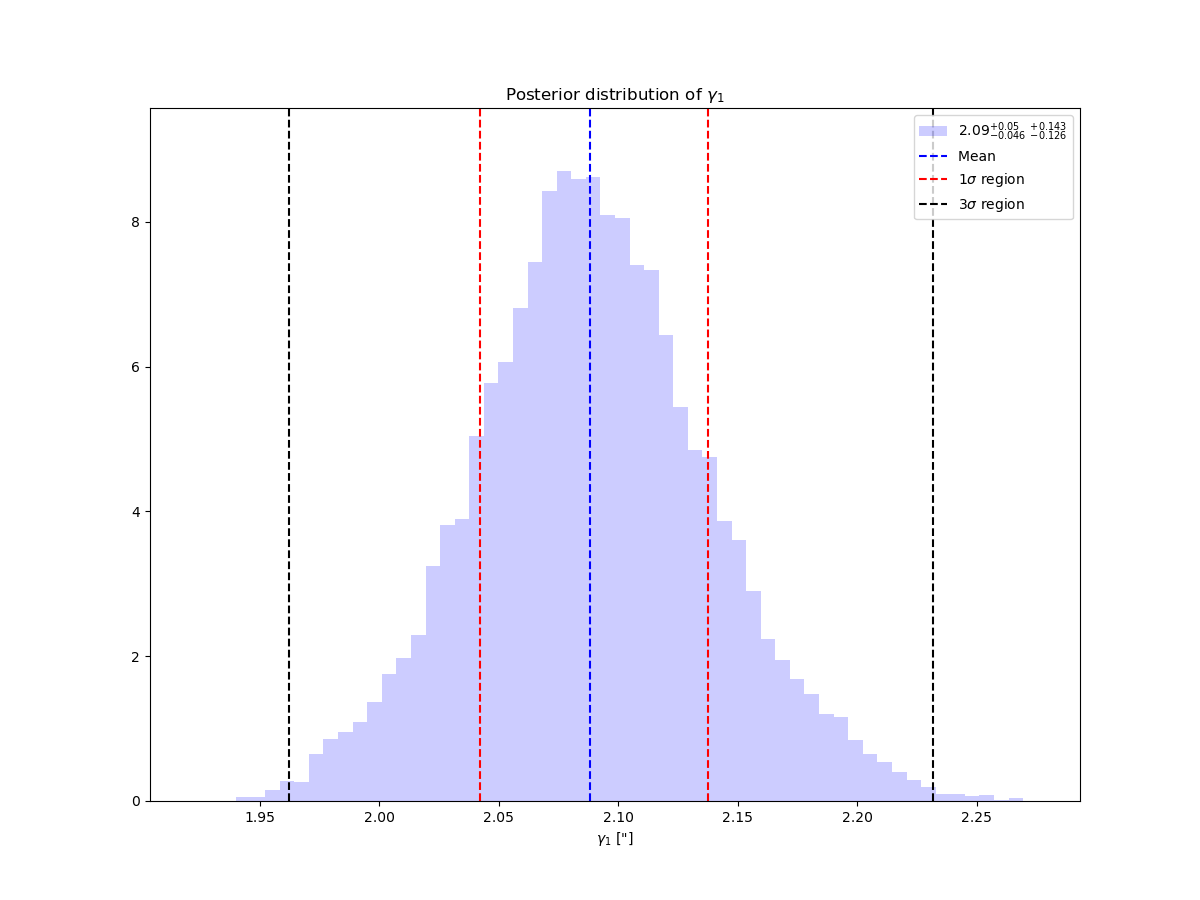 Posterior distribution of γ₁
2.09 +0.05 −0.046 +0.143 −0.126
Mean
1σ region
3σ region
8
6
4
2
0
1.95 2.00 2.05 2.10 2.15 2.20 2.25
γ₁ ["]